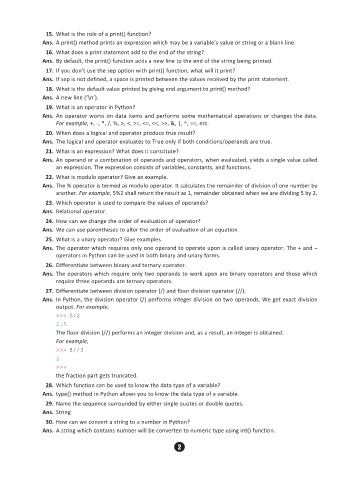 15. What is the role of a print() function?
Ans. A print() method prints an expression which may be a variable's value or string or a blank line.
16. What does a print statement add to the end of the string?
Ans. By default, the print() function adds a new line to the end of the string being printed.
17. If you don't use the sep option with print() function, what will it print?
Ans. If sep is not defined, a space is printed between the values received by the print statement.
18. What is the default value printed by giving end argument to print() method?
Ans. A new line ('\n').
19. What is an operator in Python?
Ans. An operator works on data items and performs some mathematical operations or changes the data.
For example, +, -, *, /, %, >, <, >=, <=, <<, >>, &, |, ^, ==, etc.
20. When does a logical and operator produce true result?
Ans. The logical and operator evaluates to True only if both conditions/operands are true.
21. What is an expression? What does it constitute?
Ans. An operand or a combination of operands and operators, when evaluated, yields a single value called
an expression. The expression consists of variables, constants, and functions.
22. What is modulo operator? Give an example.
Ans. The % operator is termed as modulo operator. It calculates the remainder of division of one number by
another. For example, 5%2 shall return the result as 1, remainder obtained when we are dividing 5 by 2.
23. Which operator is used to compare the values of operands?
Ans. Relational operator.
24. How can we change the order of evaluation of operator?
Ans. We can use parentheses to alter the order of evaluation of an equation.
25. What is a unary operator? Give examples.
Ans. The operator which requires only one operand to operate upon is called unary operator. The + and –
operators in Python can be used in both binary and unary forms.
26. Differentiate between binary and ternary operator.
Ans. The operators which require only two operands to work upon are binary operators and those which
require three operands are ternary operators.
27. Differentiate between division operator (/) and floor division operator (//).
Ans. In Python, the division operator (/) performs integer division on two operands. We get exact division
output. For example,
>>> 5/2
2.5
The floor division (//) performs an integer division and, as a result, an integer is obtained.
For example,
>>> 8//3
2
>>>
the fraction part gets truncated.
28. Which function can be used to know the data type of a variable?
Ans. type() method in Python allows you to know the data type of a variable.
29. Name the sequence surrounded by either single quotes or double quotes.
Ans. String
30. How can we convert a string to a number in Python?
Ans. A string which contains number will be converted to numeric type using int() function.
2